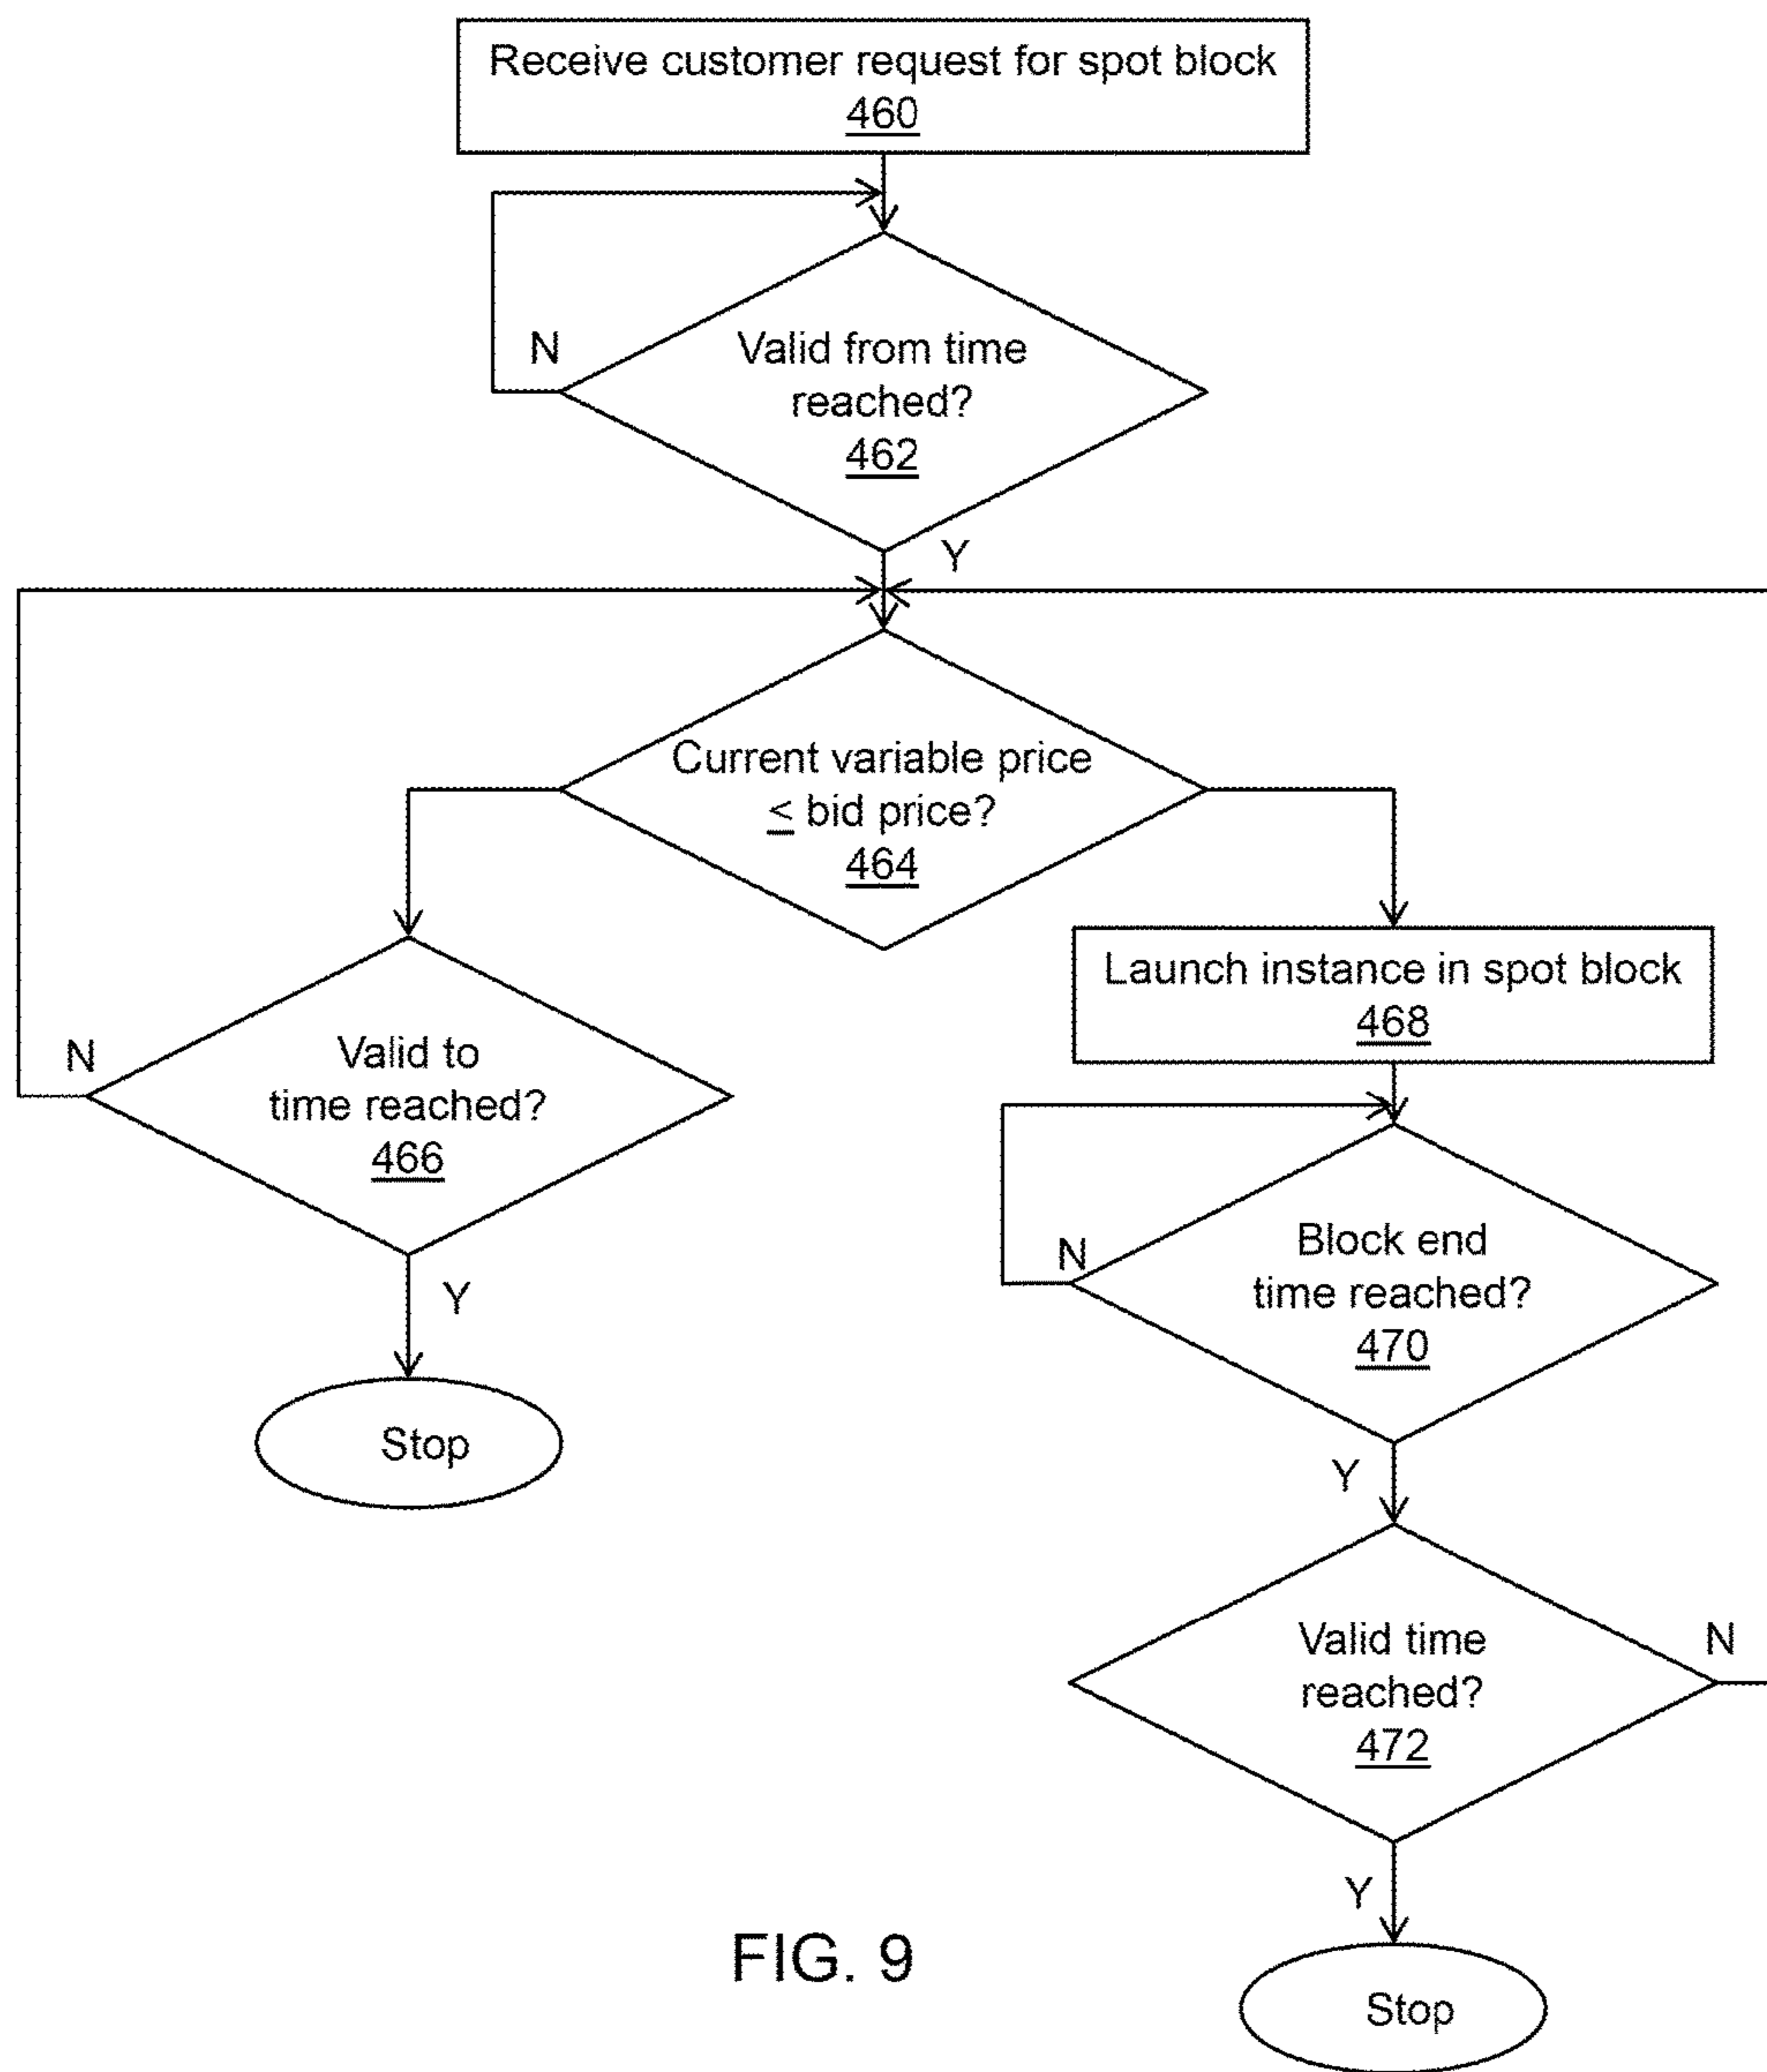 Receive customer request for spot block
460
N
Valid from time
reached?
462
Y
Current variable price
≤ bid price?
464
Launch instance in spot block
468
N
Valid to
time reached?
466
N
Block end
time reached?
470
Y
Stop
Y
Valid time
reached?
472
N
Y
Stop
FIG. 9